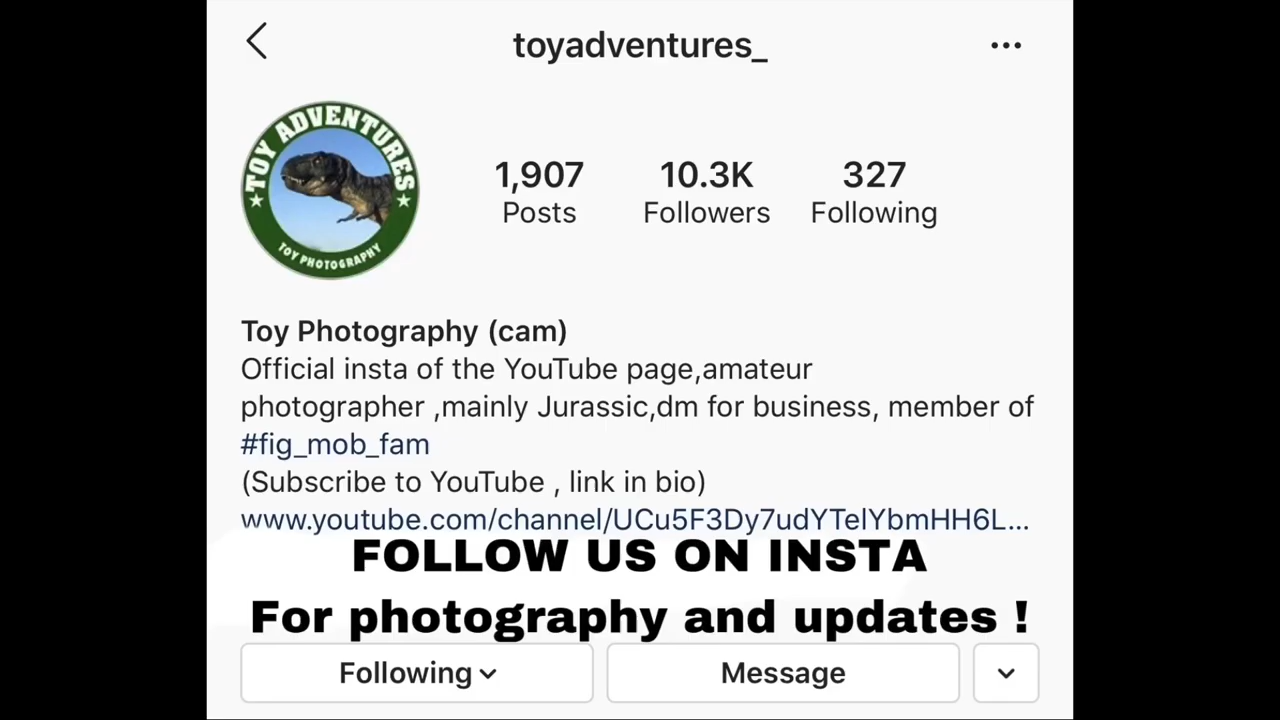 toyadventures_
TOY ADVENTURES
TOY PHOTOGRAPHY
1,907 10.3K 327
Posts Followers Following
Toy Photography (cam)
Official insta of the YouTube page,amateur
photographer ,mainly Jurassic,dm for business, member of
#fig_mob_fam
(Subscribe to YouTube , link in bio)
www.youtube.com/channel/UCu5F3Dy7udYTelYbmHH6L...
FOLLOW US ON INSTA
For photography and updates !
Following Message